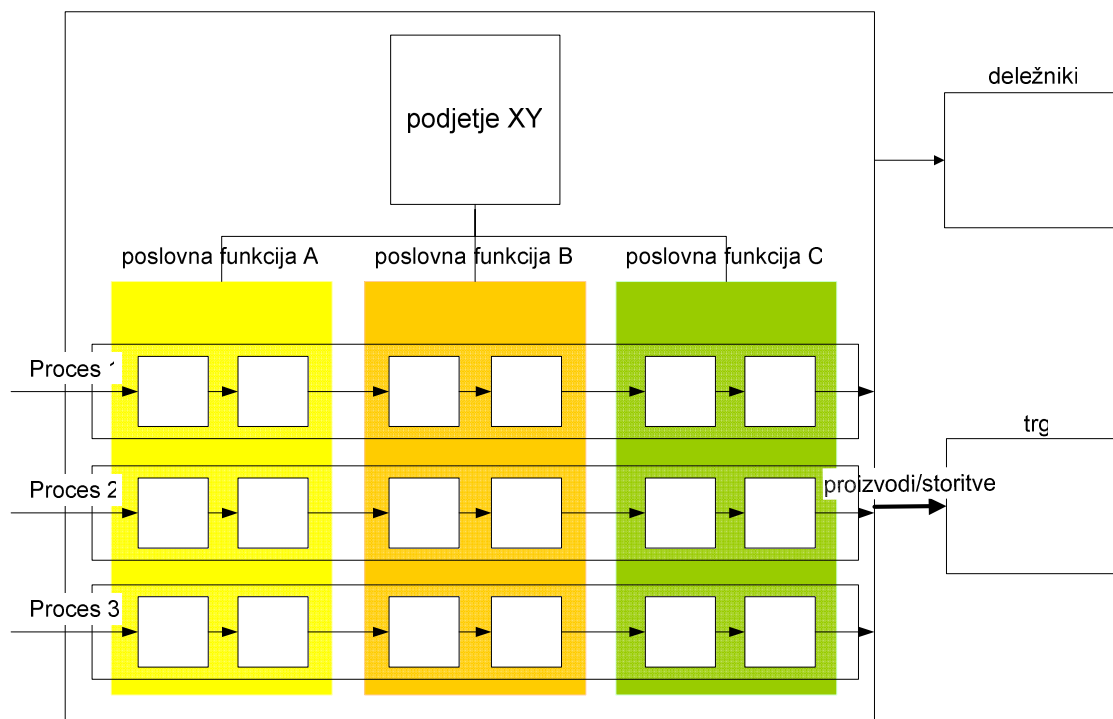 deležniki
podjetje XY
poslovna funkcija A
poslovna funkcija B
poslovna funkcija C
Proces 1
trg
Proces 2
proizvodi/storitve
Proces 3